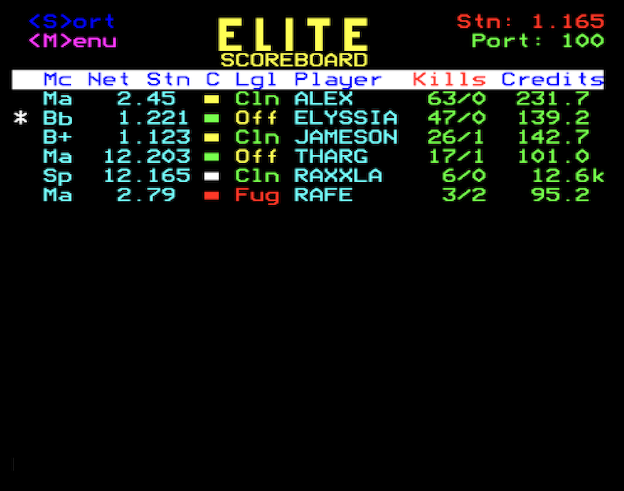 <S>ort ELITE Stn: 1.165
<M>enu SCOREBOARD Port: 100
Mc Net Stn C Lgl Player Kills Credits
Ma 2.45 Cln ALEX 63/0 231.7
* Bb 1.221 Off ELYSSIA 47/0 139.2
B+ 1.123 Cln JAMESON 26/1 142.7
Ma 12.203 Off THARG 17/1 101.0
Sp 12.165 Cln RAXXLA 6/0 12.6k
Ma 2.79 Fug RAFE 3/2 95.2